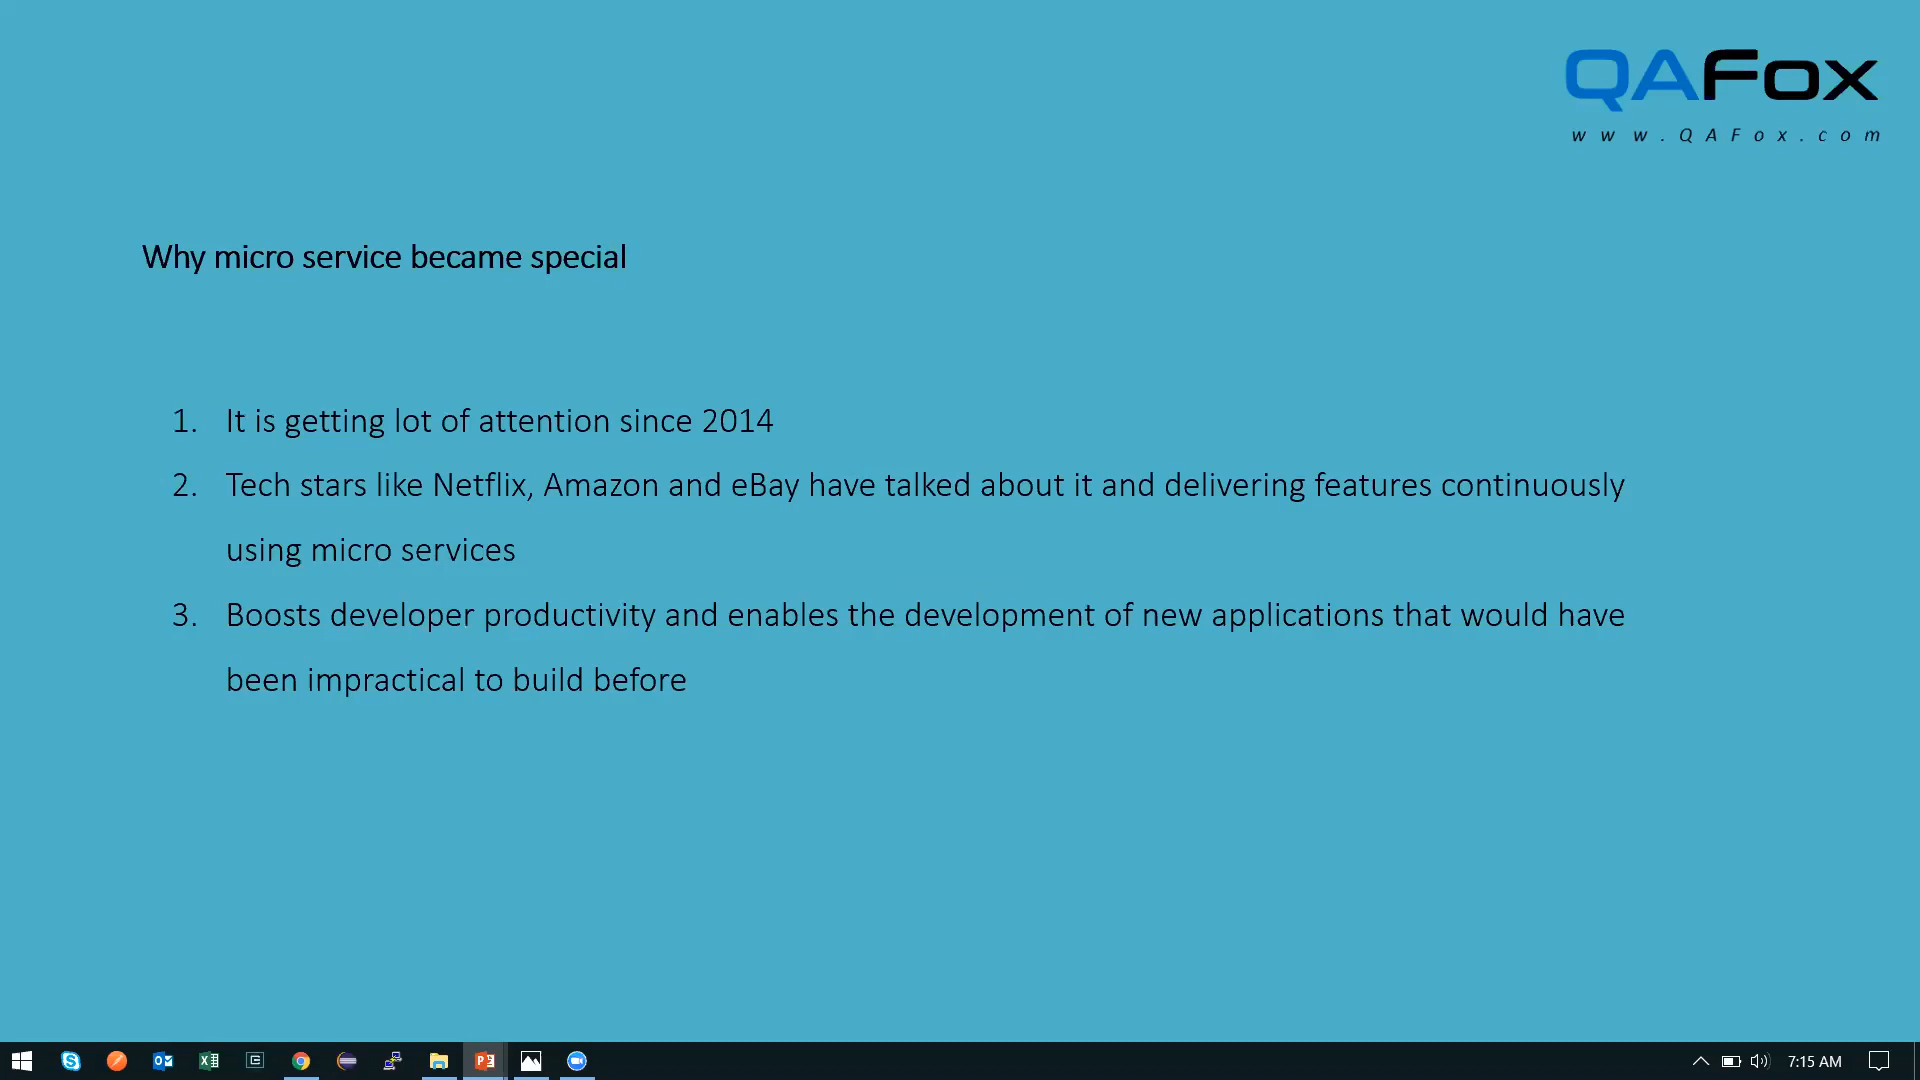 QAFox
www.QAFox.com
Why micro service became special
1. It is getting lot of attention since 2014
2. Tech stars like Netflix, Amazon and eBay have talked about it and delivering features continuously
using micro services
3. Boosts developer productivity and enables the development of new applications that would have
been impractical to build before
7:15 AM